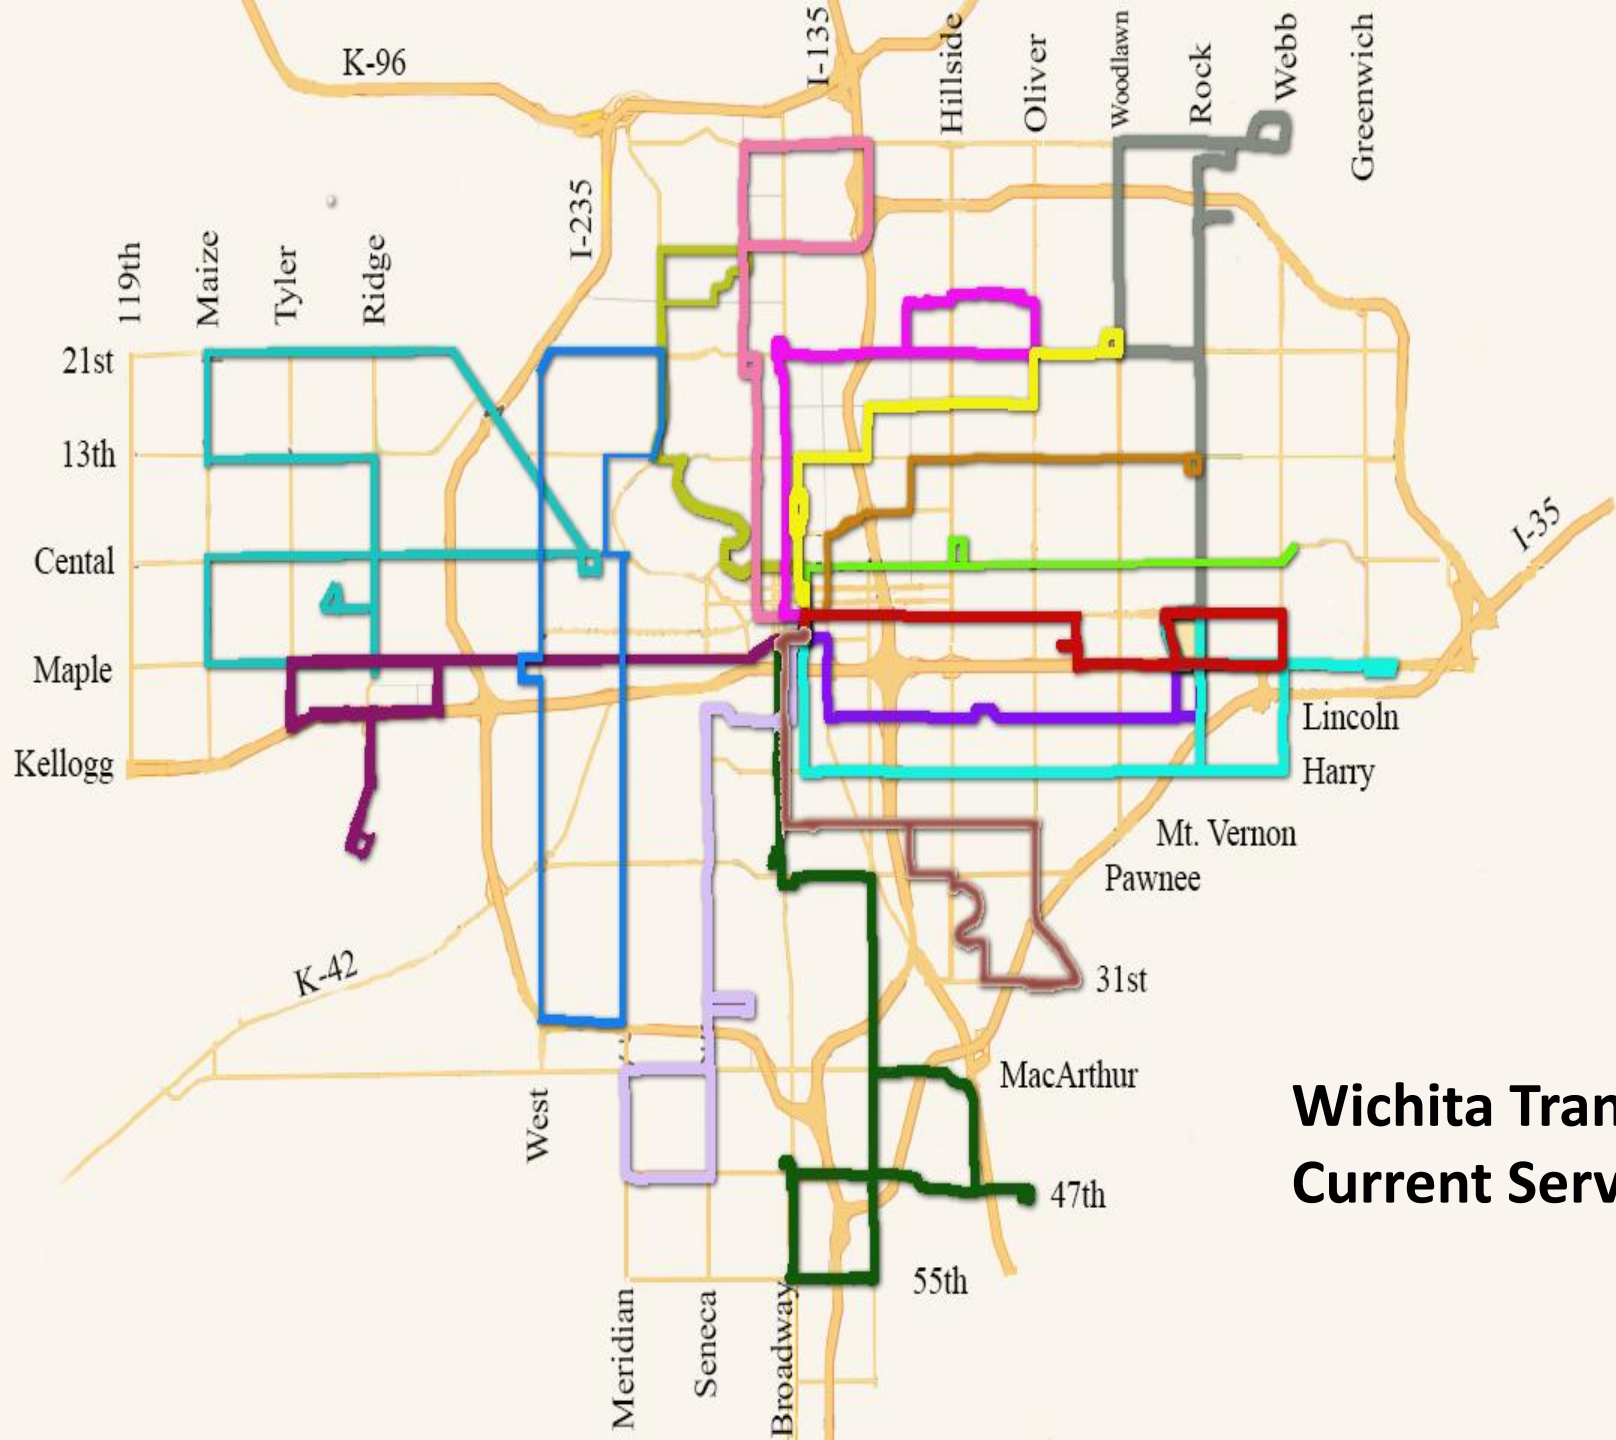 K-96
I-135
Hillside
Oliver
Woodlawn
Rock
Webb
Greenwich
I-235
119th
Maize
Tyler
Ridge
21st
13th
Cental
Maple
Kellogg
I-35
Lincoln
Harry
Mt. Vernon
Pawnee
31st
K-42
MacArthur
West
47th
55th
Meridian
Seneca
Broadway
Wichita Tran
Current Serv